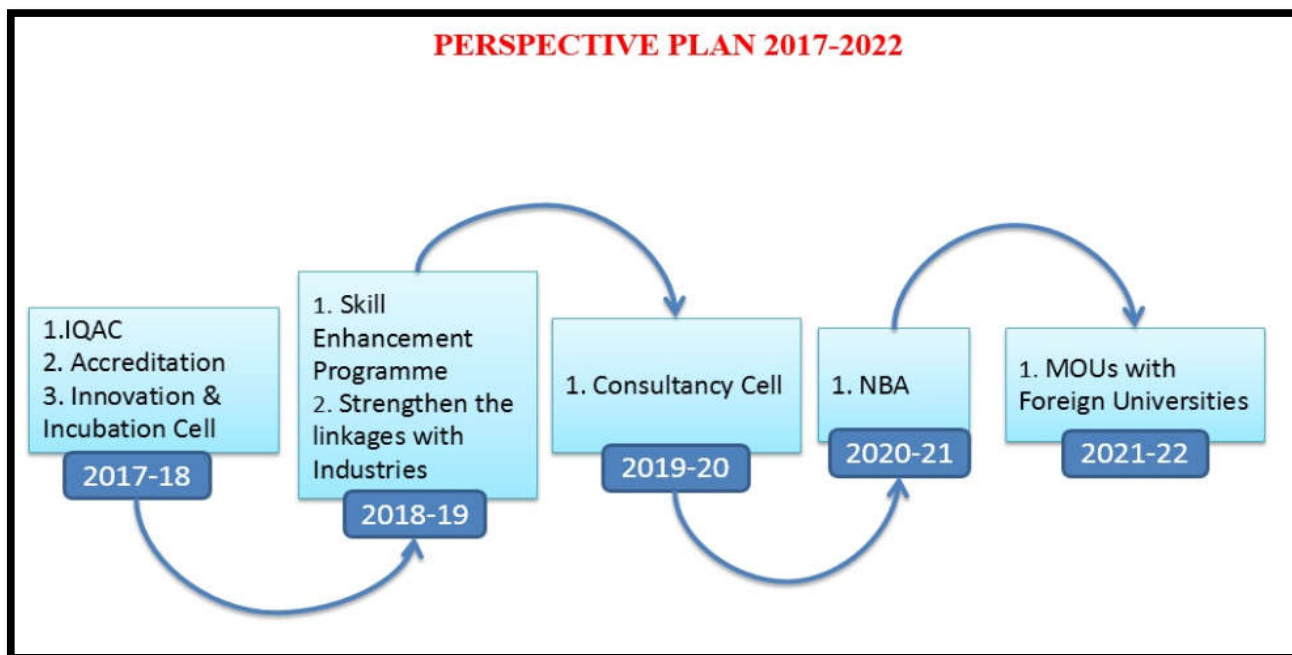 PERSPECTIVE PLAN 2017-2022
1.IQAC
2. Accreditation
3. Innovation &
Incubation Cell
2017-18
1. Skill
Enhancement
Programme
2. Strengthen the
linkages with
Industries
2018-19
1. Consultancy Cell
2019-20
1. NBA
2020-21
1. MOUs with
Foreign Universities
2021-22